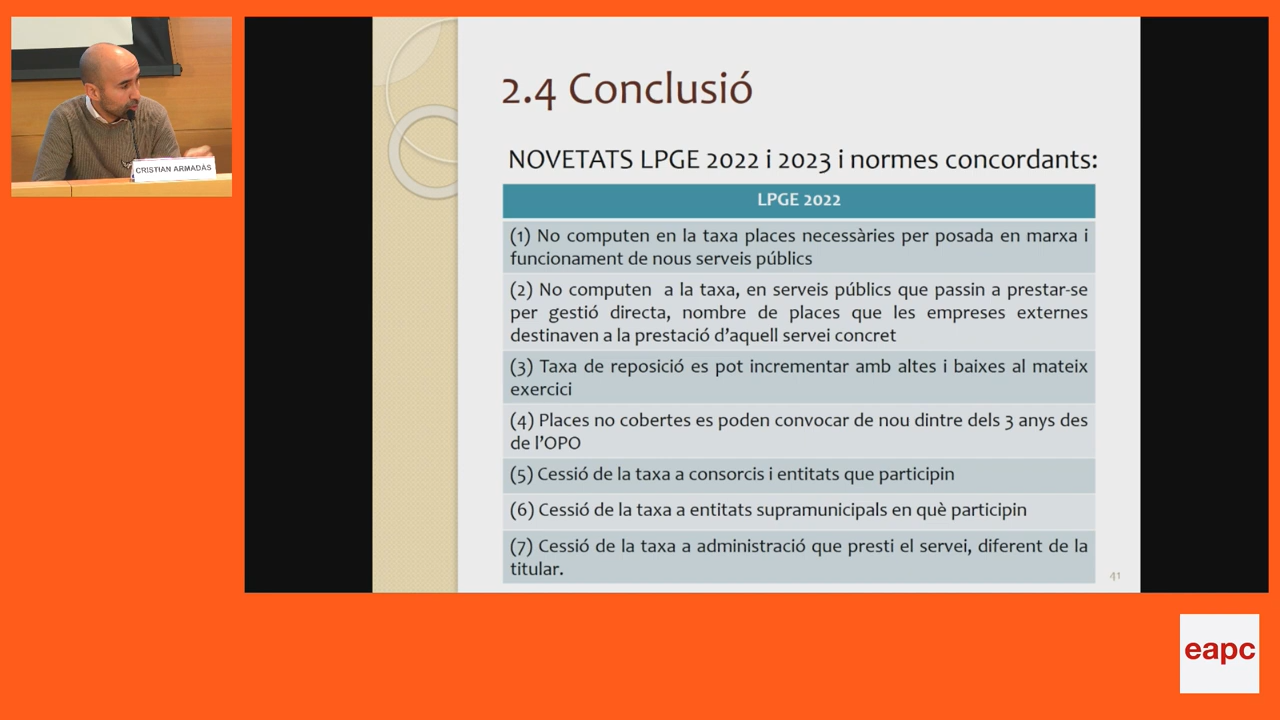 CRISTIAN ARMADÀS
2.4 Conclusió
NOVETATS LPGE 2022 i 2023 i normes concordants:
LPGE 2022
(1) No computen en la taxa places necessàries per posada en marxa i
funcionament de nous serveis públics
(2) No computen a la taxa, en serveis públics que passin a prestar-se
per gestió directa, nombre de places que les empreses externes
destinaven a la prestació d'aquell servei concret
(3) Taxa de reposició es pot incrementar amb altes i baixes al mateix
exercici
(4) Places no cobertes es poden convocar de nou dintre dels 3 anys des
de l'OPO
(5) Cessió de la taxa a consorcis i entitats que participin
(6) Cessió de la taxa a entitats supramunicipals en què participin
(7) Cessió de la taxa a administració que presti el servei, diferent de la
titular.
41
eapc